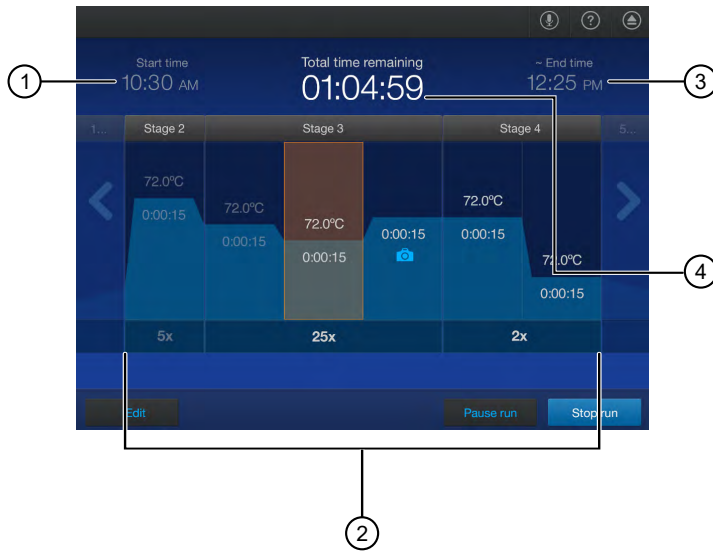 ?
Start time
10:30 AM
Total time remaining
01:04:59
~ End time
12:25 PM
1
3
1...
Stage 2
Stage 3
Stage 4
5...
72.0ºC
0:00:15
72.0ºC
0:00:15
72.0ºC
0:00:15
0:00:15
72.0ºC
0:00:15
72.0ºC
0:00:15
4
5x
25x
2x
Edit
Pause run
Stop run
2